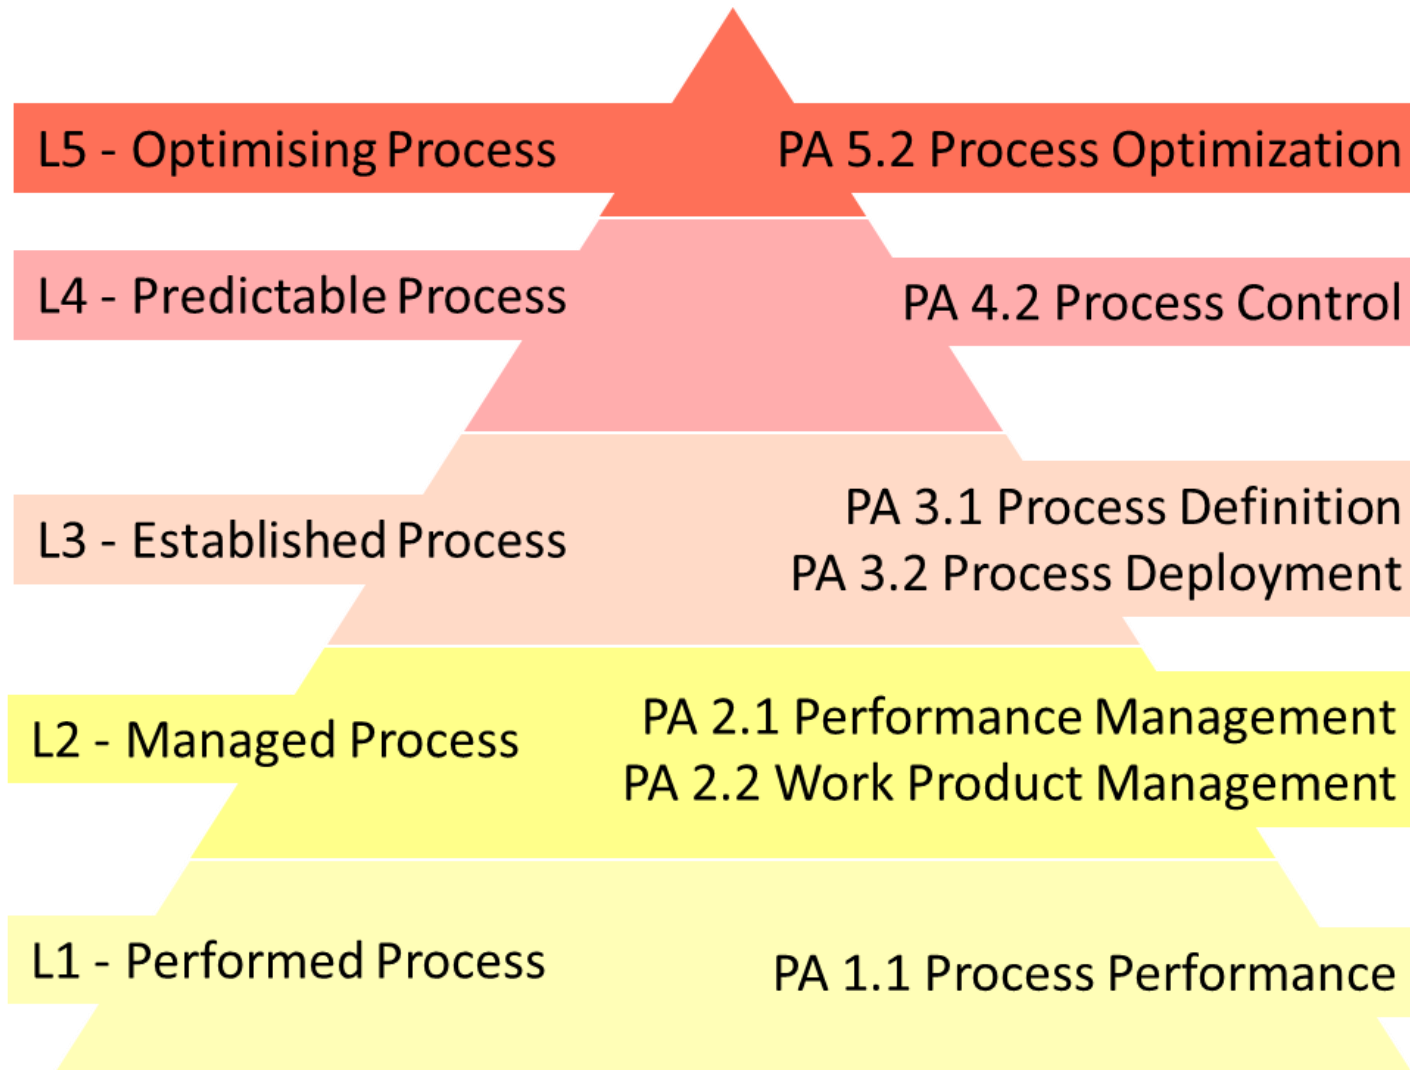 L5 - Optimising Process
PA 5.2 Process Optimization
L4 - Predictable Process
PA 4.2 Process Control
L3 - Established Process
PA 3.1 Process Definition
PA 3.2 Process Deployment
L2 - Managed Process
PA 2.1 Performance Management
PA 2.2 Work Product Management
L1 - Performed Process
PA 1.1 Process Performance